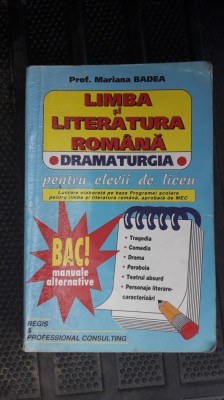 Prof. Mariana BADEA
LIMBA
și
LITERATURA
ROMÂNĂ
DRAMATURGIA
pentru elevii de liceu
Lucrare elaborată pe baza Programei școlare
pentru limba și literatura română, aprobată de MEC
BAC!
manuale
alternative
• Tragedia
• Comedia
• Drama
• Parabola
• Teatrul absurd
• Personaje literare-
caracterizări
REGIS
&
PROFESSIONAL CONSULTING